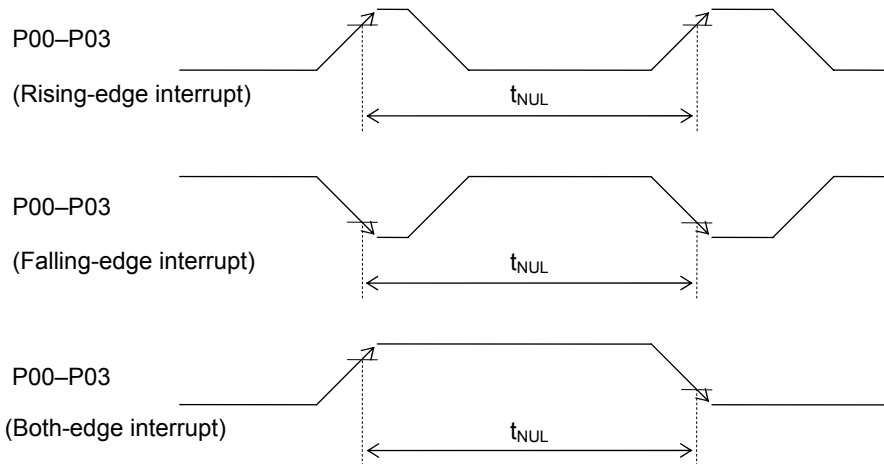 P00–P03
(Rising-edge interrupt)
tNUL
P00–P03
(Falling-edge interrupt)
tNUL
P00–P03
(Both-edge interrupt)
tNUL